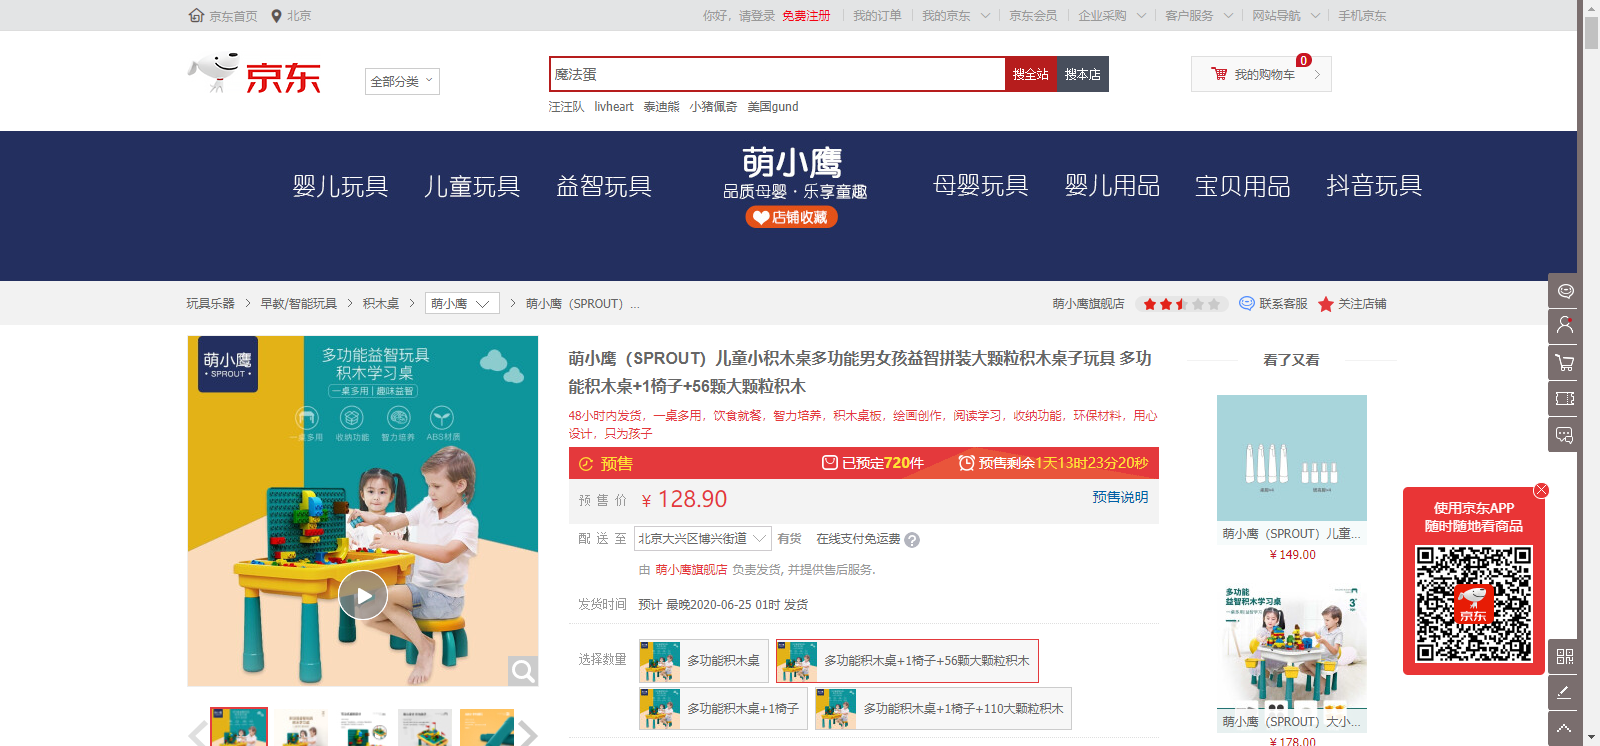 京东首页 北京 你好，请登录 免费注册 我的订单 我的京东 京东会员 企业采购 客户服务 网站导航 手机京东
京东 全部分类 魔法蛋 搜全站 搜本店 我的购物车 0
汪汪队 livheart 泰迪熊 小猪佩奇 美国gund
婴儿玩具 儿童玩具 益智玩具 萌小鹰 母婴玩具 婴儿用品 宝贝用品 抖音玩具
品质母婴·乐享童趣
店铺收藏
玩具乐器 早教/智能玩具 积木桌 萌小鹰 萌小鹰（SPROUT）... 萌小鹰旗舰店 联系客服 关注店铺
萌小鹰
·SPROUT·
多功能益智玩具
积木学习桌
一桌多用 | 趣味益智
一桌多用 收纳功能 智力培养 ABS材质
萌小鹰（SPROUT）儿童小积木桌多功能男女孩益智拼装大颗粒积木桌子玩具 多功
能积木桌+1椅子+56颗大颗粒积木
48小时内发货，一桌多用，饮食就餐，智力培养，积木桌板，绘画创作，阅读学习，收纳功能，环保材料，用心
设计，只为孩子
预售 已预定720件 预售剩余1天13时23分20秒
预售价 ￥128.90 预售说明
配送至 北京大兴区博兴街道 有货 在线支付免运费
由 萌小鹰旗舰店 负责发货, 并提供售后服务.
发货时间 预计 最晚2020-06-25 01时 发货
选择数量 多功能积木桌 多功能积木桌+1椅子+56颗大颗粒积木
多功能积木桌+1椅子 多功能积木桌+1椅子+110大颗粒积木
看了又看
萌小鹰（SPROUT）儿童...
￥149.00
多功能
益智积木学习桌
萌小鹰（SPROUT）大小...
￥178.00
使用京东APP
随时随地看商品
京东